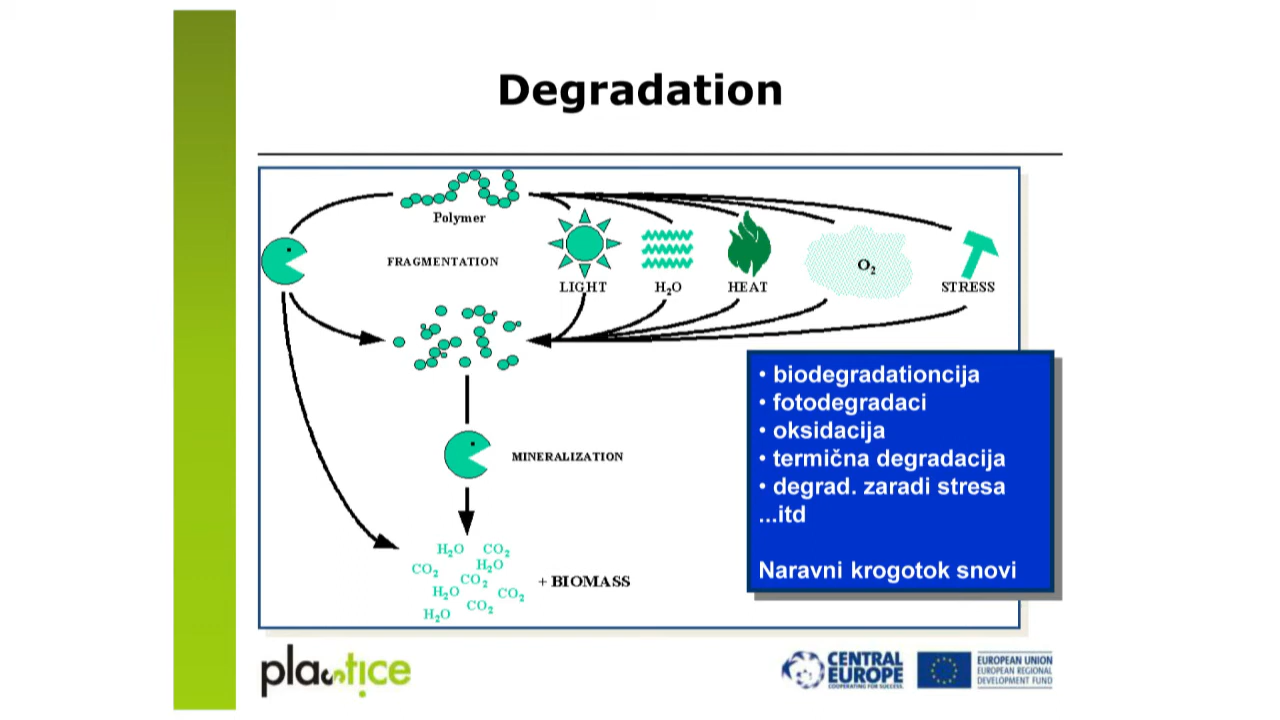 Degradation
Polymer
FRAGMENTATION
LIGHT
H₂O
HEAT
O₂
STRESS
• biodegradationcija
• fotodegradaci
• oksidacija
• termična degradacija
• degrad. zaradi stresa
...itd
Naravni krogotok snovi
MINERALIZATION
H₂O CO₂
CO₂ H₂O
CO₂
H₂O CO₂
CO₂
H₂O
+ BIOMASS
plastice
CENTRAL
EUROPE
COOPERATING FOR SUCCESS.
EUROPEAN UNION
EUROPEAN REGIONAL
DEVELOPMENT FUND